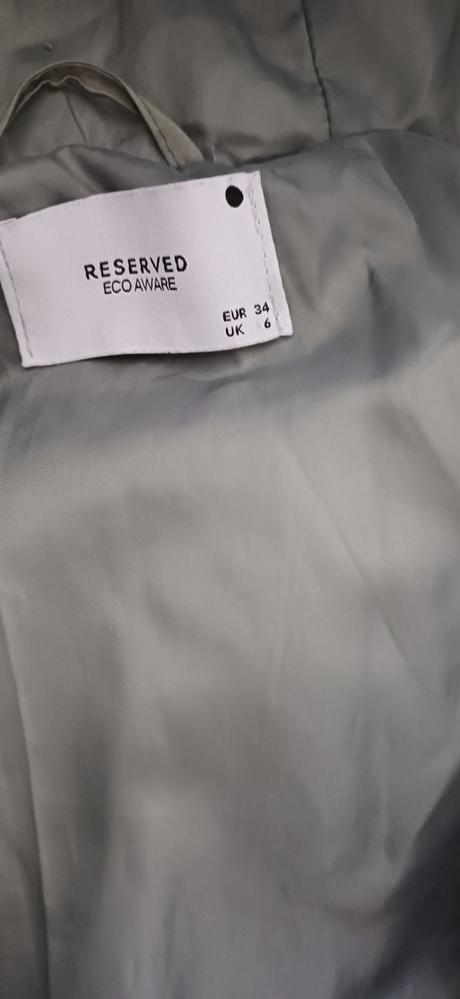 RESERVED
ECO AWARE
EUR 34
UK 6